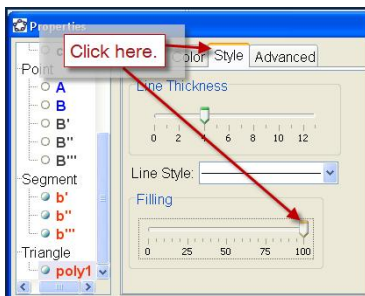 Properties
Click here.
Color Style Advanced
Point
A
B
B'
B"
B'''
Segment
b'
b"
b'''
Triangle
poly1
Line Thickness
0 2 4 6 8 10 12
Line Style:
Filling
0 25 50 75 100